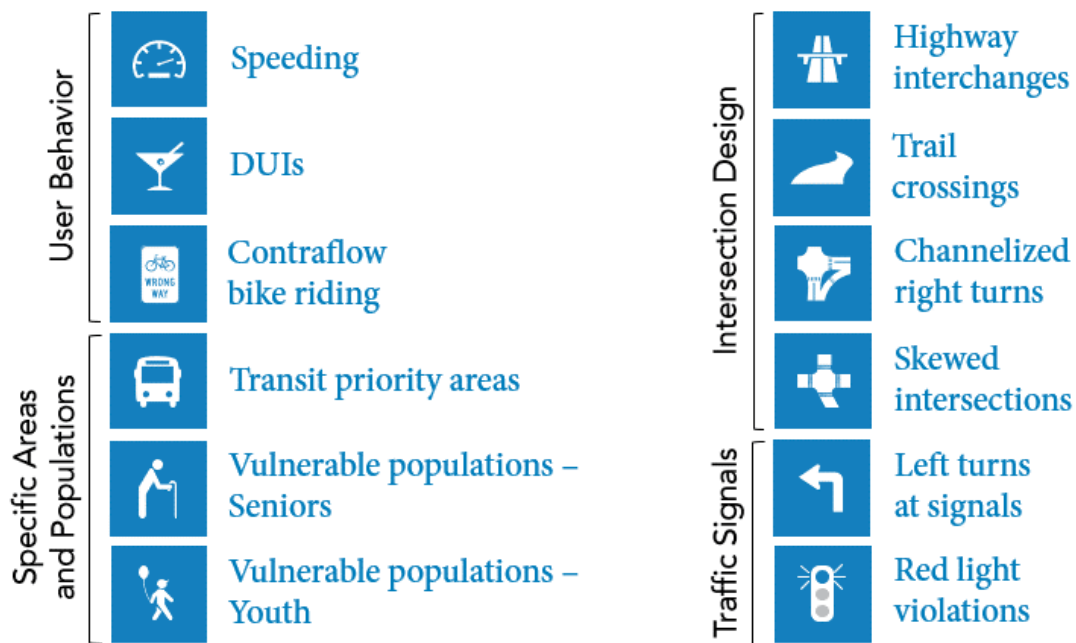 User Behavior
Speeding
DUIs
Contraflow
bike riding
WRONG
WAY
Specific Areas
and Populations
Transit priority areas
Vulnerable populations –
Seniors
Vulnerable populations –
Youth
Intersection Design
Highway
interchanges
Trail
crossings
Channelized
right turns
Skewed
intersections
Traffic Signals
Left turns
at signals
Red light
violations